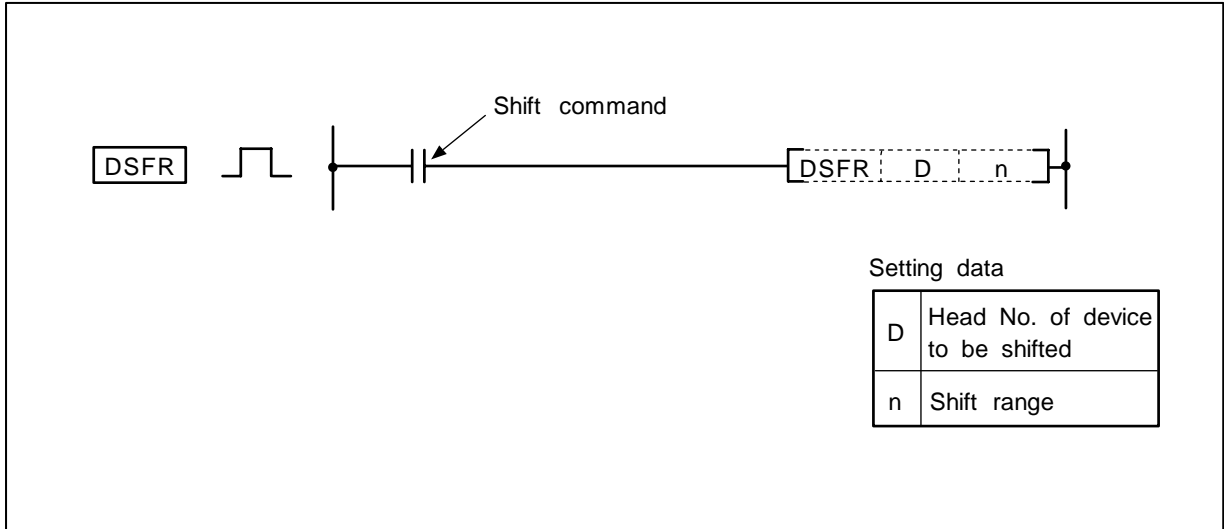 Shift command
DSFR
DSFR D n
Setting data
D Head No. of device
to be shifted
n Shift range